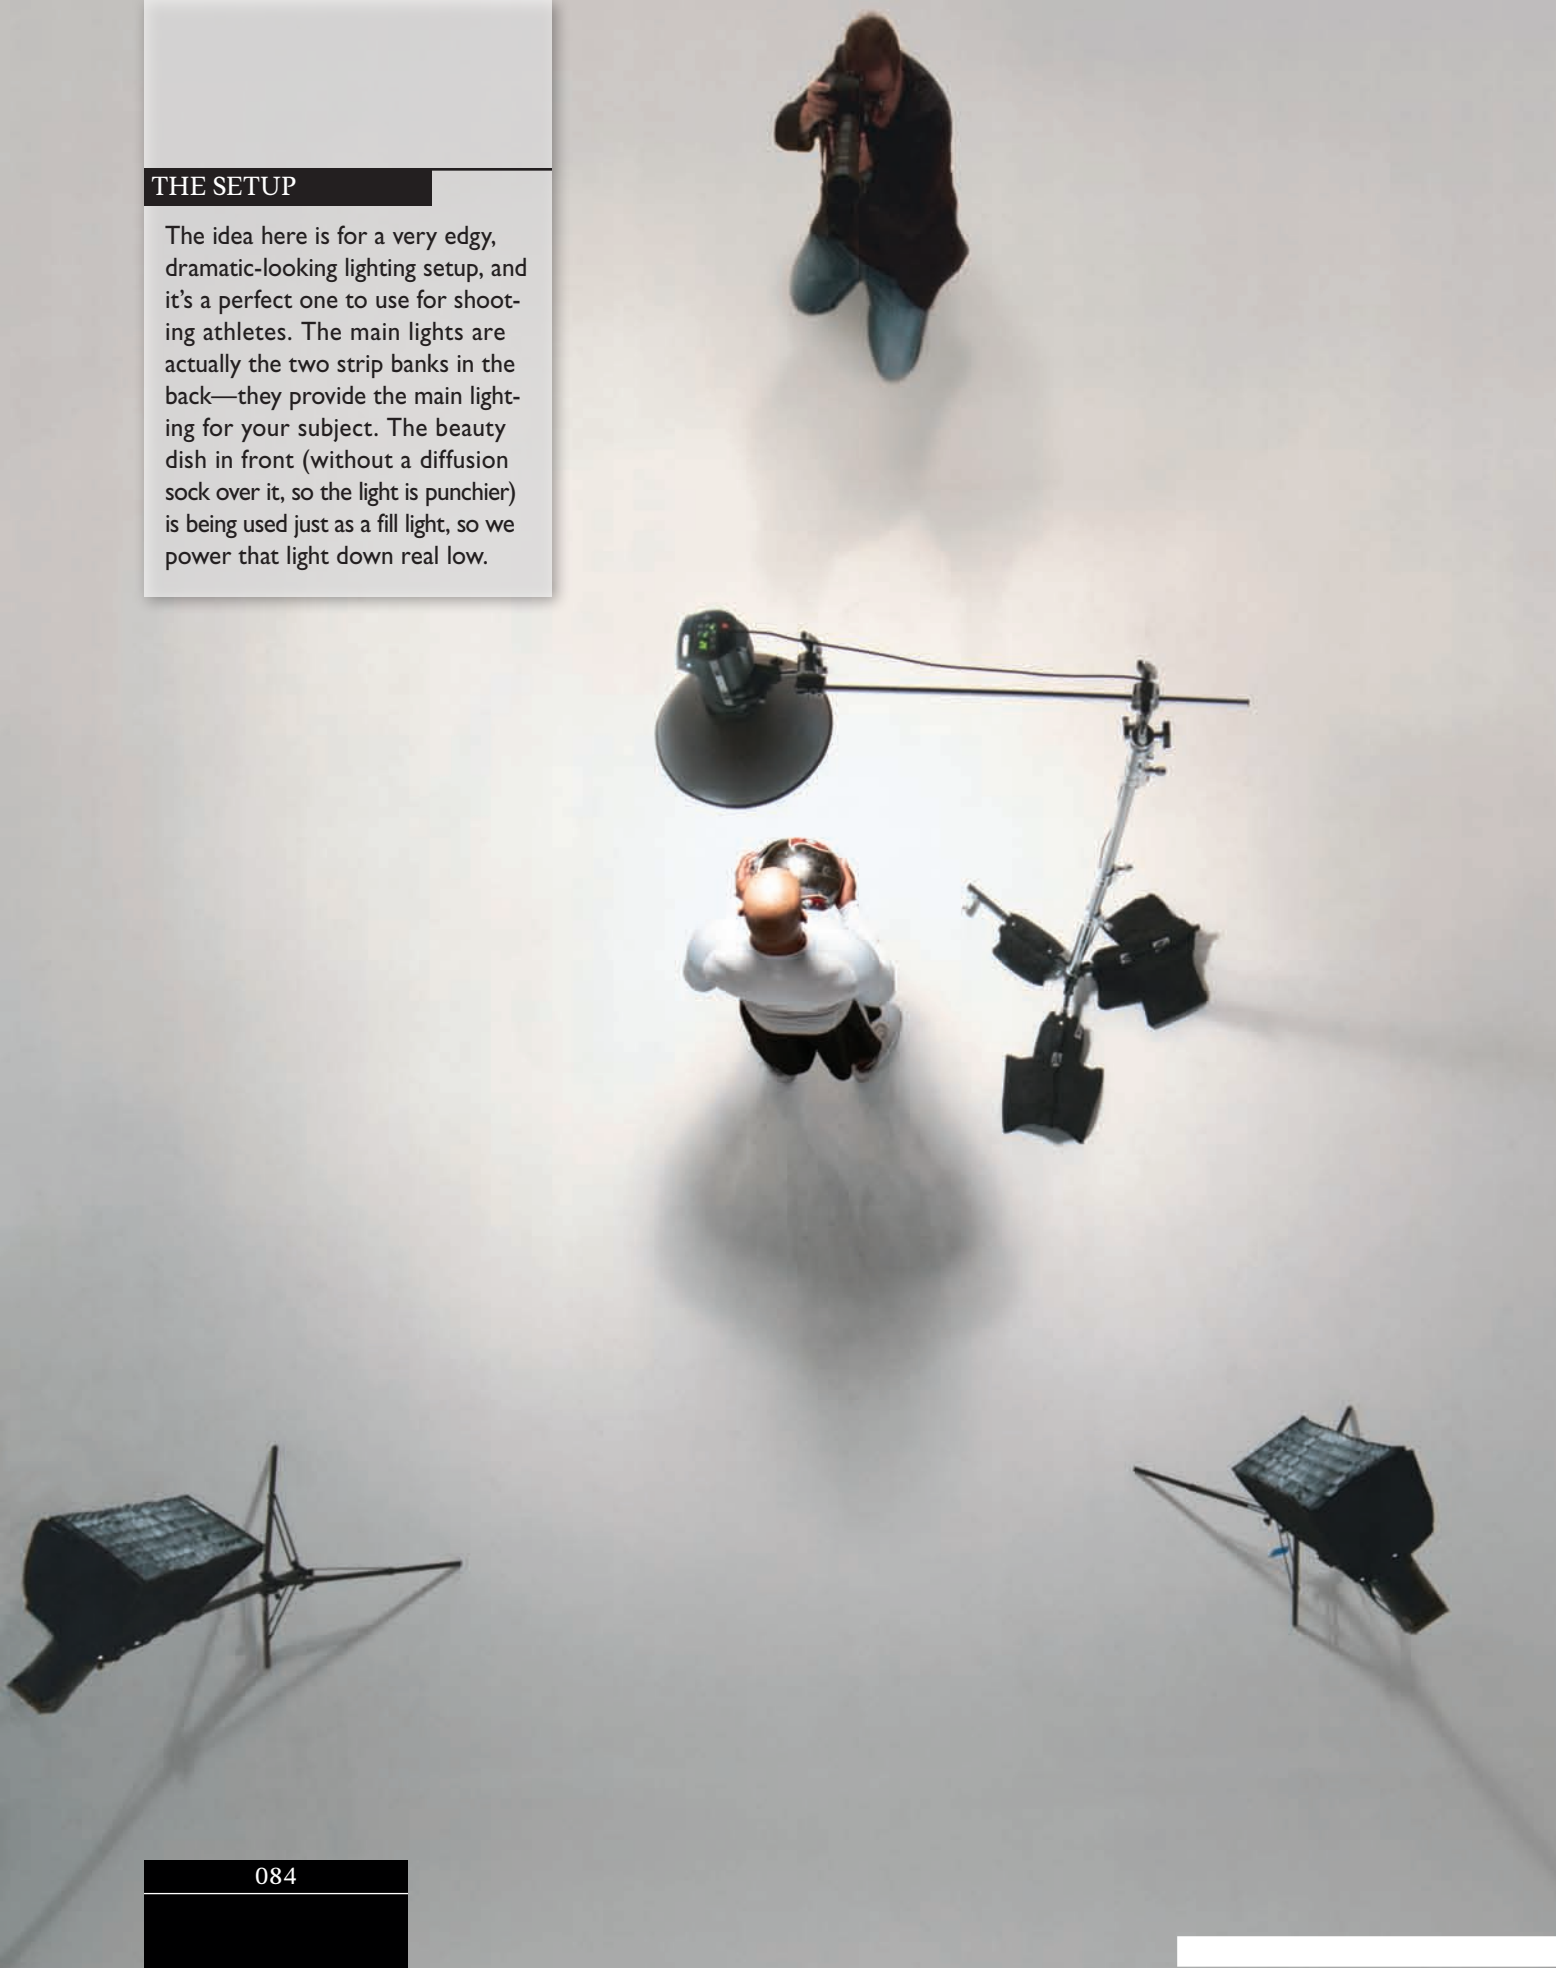 THE SETUP
The idea here is for a very edgy,
dramatic-looking lighting setup, and
it's a perfect one to use for shoot-
ing athletes. The main lights are
actually the two strip banks in the
back—they provide the main light-
ing for your subject. The beauty
dish in front (without a diffusion
sock over it, so the light is punchier)
is being used just as a fill light, so we
power that light down real low.
084